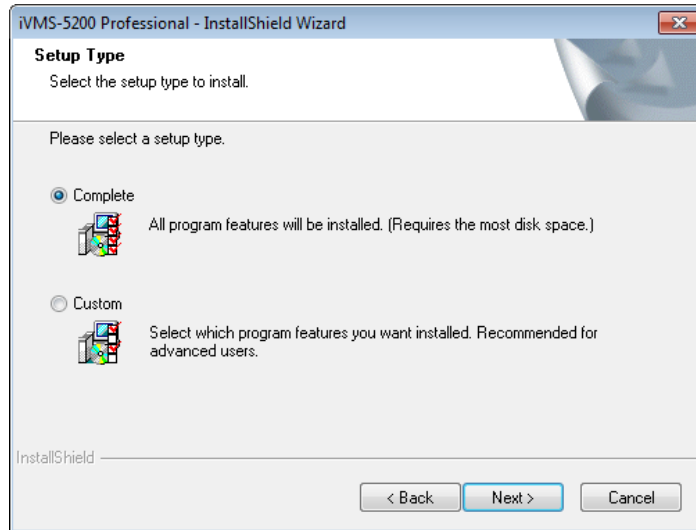 iVMS-5200 Professional - InstallShield Wizard
Setup Type
Select the setup type to install.
Please select a setup type.
Complete
All program features will be installed. (Requires the most disk space.)
Custom
Select which program features you want installed. Recommended for
advanced users.
InstallShield
< Back
Next >
Cancel